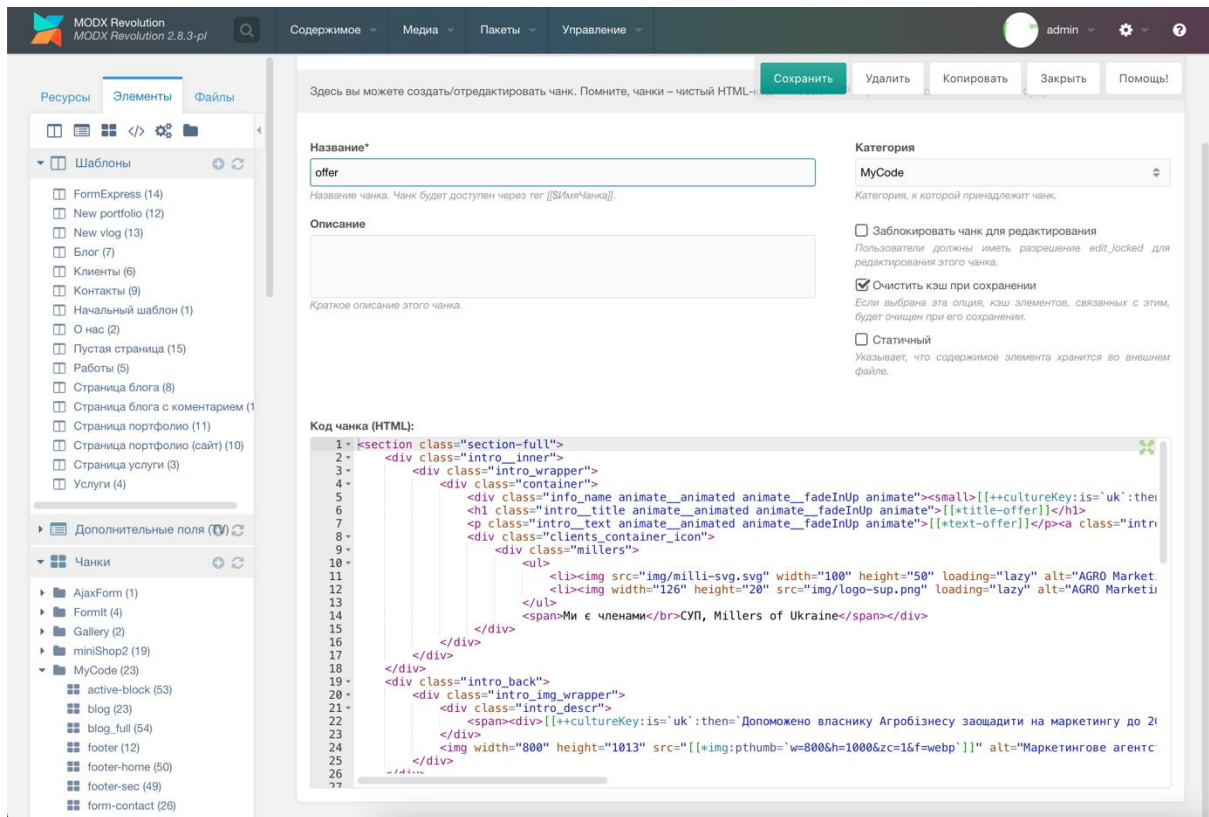 MODX Revolution
MODX Revolution 2.8.3-pl
Содержимое
Медиа
Пакеты
Управление
admin
Ресурсы
Элементы
Файлы
Шаблоны
FormExpress (14)
New portfolio (12)
New vlog (13)
Блог (7)
Клиенты (6)
Контакты (9)
Начальный шаблон (1)
О нас (2)
Пустая страница (15)
Работы (5)
Страница блога (8)
Страница блога с коментарием (1
Страница портфолио (11)
Страница портфолио (сайт) (10)
Страница услуги (3)
Услуги (4)
Дополнительные поля (TV)
Чанки
AjaxForm (1)
FormIt (4)
Gallery (2)
miniShop2 (19)
MyCode (23)
active-block (53)
blog (23)
blog_full (54)
footer (12)
footer-home (50)
footer-sec (49)
form-contact (26)
Сохранить
Удалить
Копировать
Закрыть
Помощь!
Здесь вы можете создать/отредактировать чанк. Помните, чанки – чистый HTML-
Название*
offer
Название чанка. Чанк будет доступен через тег [[$ИмяЧанка]].
Описание
Краткое описание этого чанка.
Категория
MyCode
Категория, к которой принадлежит чанк.
Заблокировать чанк для редактирования
Пользователи должны иметь разрешение edit_locked для
редактирования этого чанка.
Очистить кэш при сохранении
Если выбрана эта опция, кэш элементов, связанных с этим,
будет очищен при его сохранении.
Статичный
Указывает, что содержимое элемента хранится во внешнем
файле.
Код чанка (HTML):
1 <section class="section-full">
2 <div class="intro__inner">
3 <div class="intro_wrapper">
4 <div class="container">
5 <div class="info_name animate__animated animate__fadeInUp animate"><small>[[++cultureKey:is=`uk`:then
6 <h1 class="intro__title animate__animated animate__fadeInUp animate">[[*title-offer]]</h1>
7 <p class="intro__text animate__animated animate__fadeInUp animate">[[*text-offer]]</p><a class="intro
8 <div class="clients_container_icon">
9 <div class="millers">
10 <ul>
11 <li><img src="img/milli-svg.svg" width="100" height="50" loading="lazy" alt="AGRO Market
12 <li><img width="126" height="20" src="img/logo-sup.png" loading="lazy" alt="AGRO Marketi
13 </ul>
14 <span>Ми є членами</br>СУП, Millers of Ukraine</span></div>
15 </div>
16 </div>
17 </div>
18 </div>
19 <div class="intro_back">
20 <div class="intro_img_wrapper">
21 <div class="intro_descr">
22 <span><div>[[++cultureKey:is=`uk`:then=`Допоможено власнику Агробізнесу заощадити на маркетингу до 20
23 </div>
24 <img width="800" height="1013" src="[[*img:pthumb=`w=800&h=1000&zc=1&f=webp`]]" alt="Маркетингове агентс
25 </div>
26 </div>
27